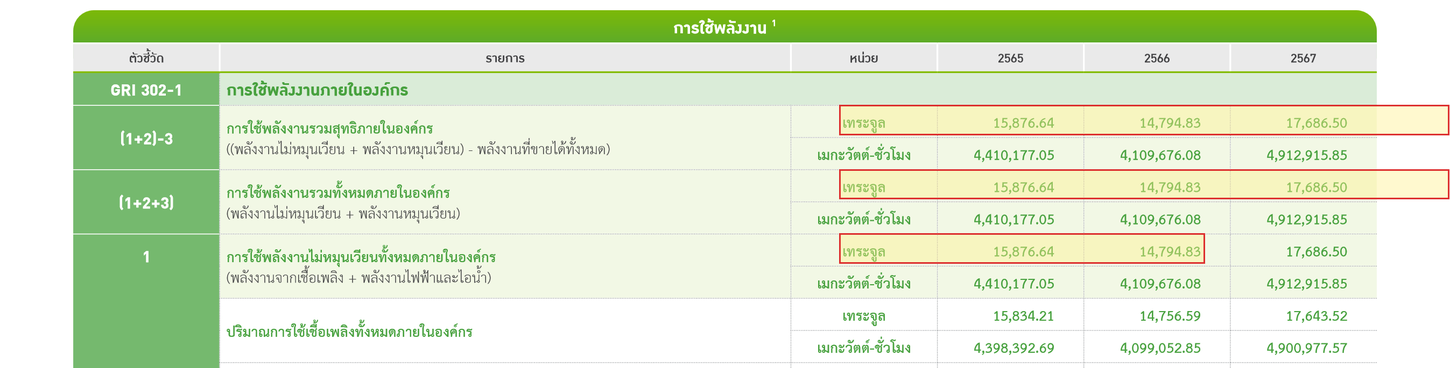 การใช้พลังงาน 1
ตัวชี้วัด รายการ หน่วย 2565 2566 2567
GRI 302-1 การใช้พลังงานภายในองค์กร
(1+2)-3 การใช้พลังงานรวมสุทธิภายในองค์กร เทระจูล 15,876.64 14,794.83 17,686.50
((พลังงานไม่หมุนเวียน + พลังงานหมุนเวียน) - พลังงานที่ขายได้ทั้งหมด) เมกะวัตต์-ชั่วโมง 4,410,177.05 4,109,676.08 4,912,915.85
(1+2+3) การใช้พลังงานรวมทั้งหมดภายในองค์กร เทระจูล 15,876.64 14,794.83 17,686.50
(พลังงานไม่หมุนเวียน + พลังงานหมุนเวียน) เมกะวัตต์-ชั่วโมง 4,410,177.05 4,109,676.08 4,912,915.85
1 การใช้พลังงานไม่หมุนเวียนทั้งหมดภายในองค์กร เทระจูล 15,876.64 14,794.83 17,686.50
(พลังงานจากเชื้อเพลิง + พลังงานไฟฟ้าและไอน้ำ) เมกะวัตต์-ชั่วโมง 4,410,177.05 4,109,676.08 4,912,915.85
ปริมาณการใช้เชื้อเพลิงทั้งหมดภายในองค์กร เทระจูล 15,834.21 14,756.59 17,643.52
เมกะวัตต์-ชั่วโมง 4,398,392.69 4,099,052.85 4,900,977.57